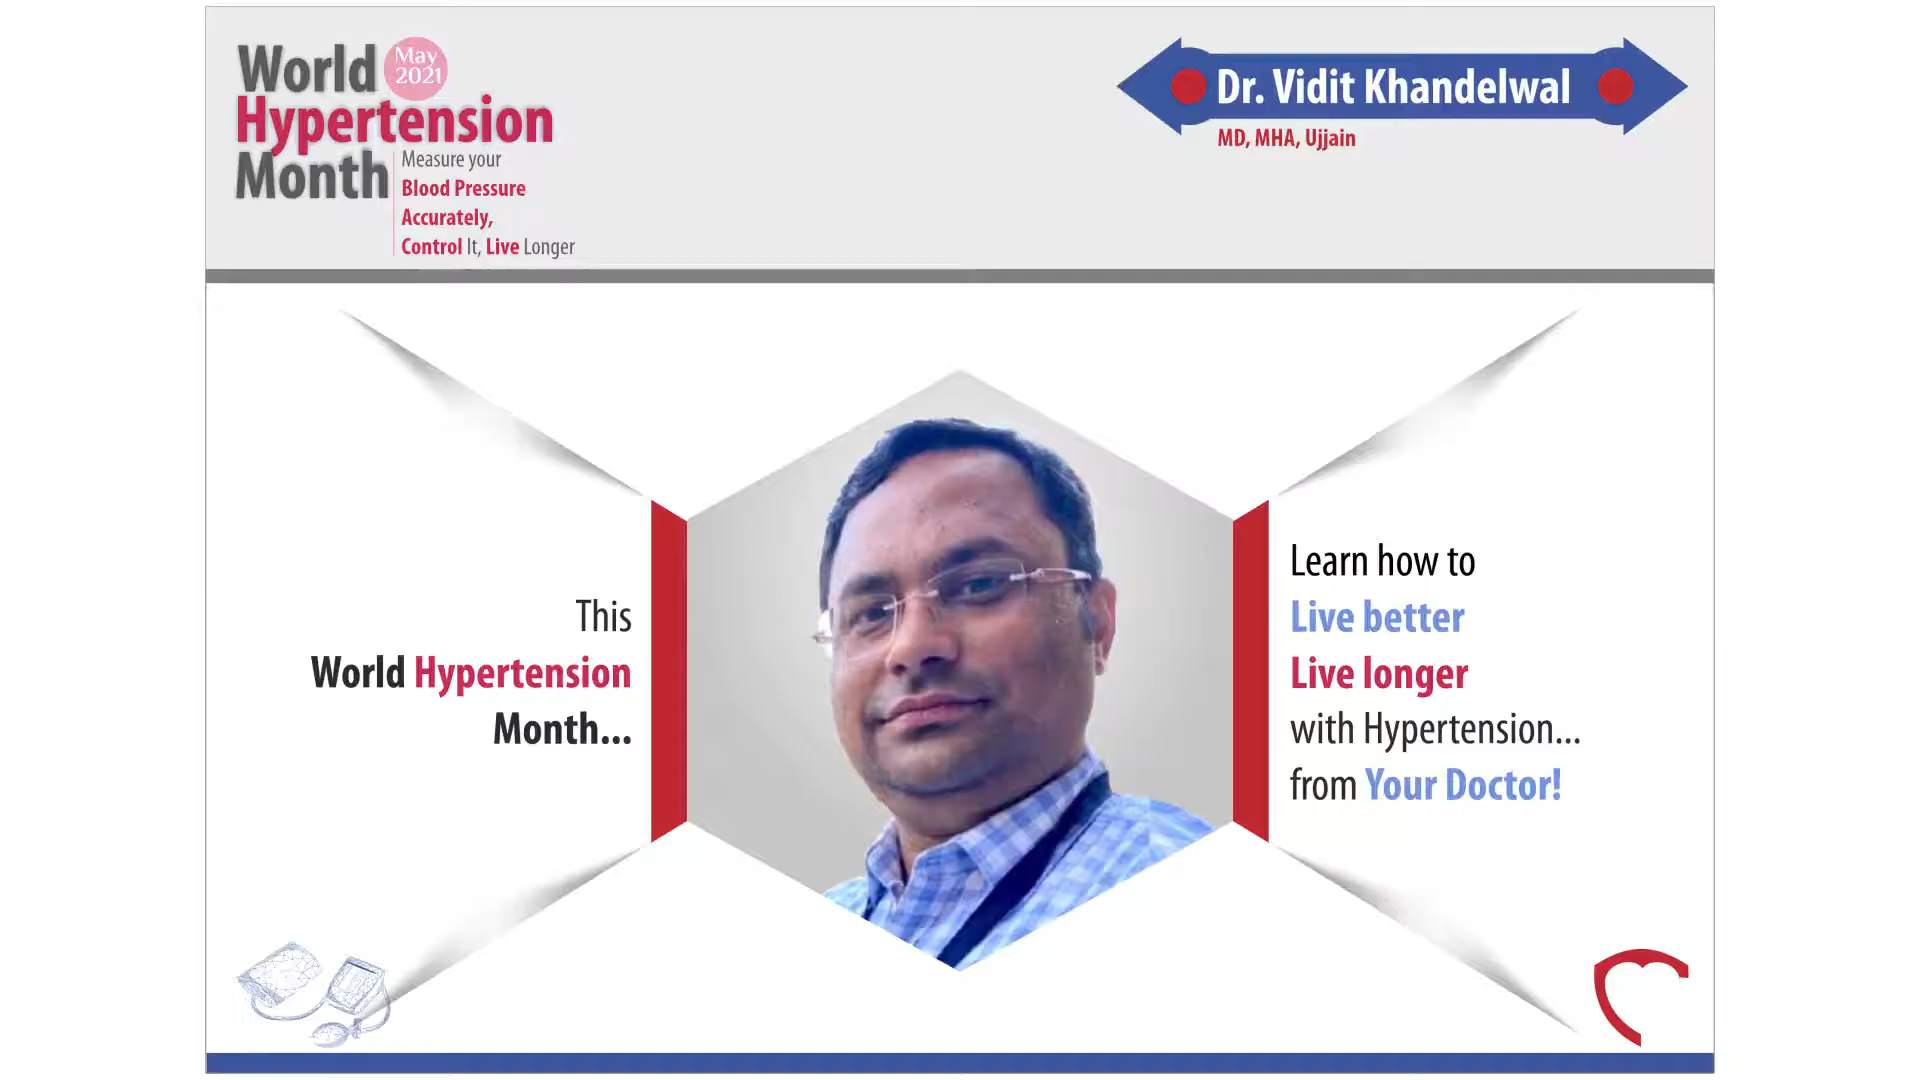 World May
2021
Hypertension
Month
Measure your
Blood Pressure
Accurately,
Control It, Live Longer
Dr. Vidit Khandelwal
MD, MHA, Ujjain
This
World Hypertension
Month...
Learn how to
Live better
Live longer
with Hypertension...
from Your Doctor!